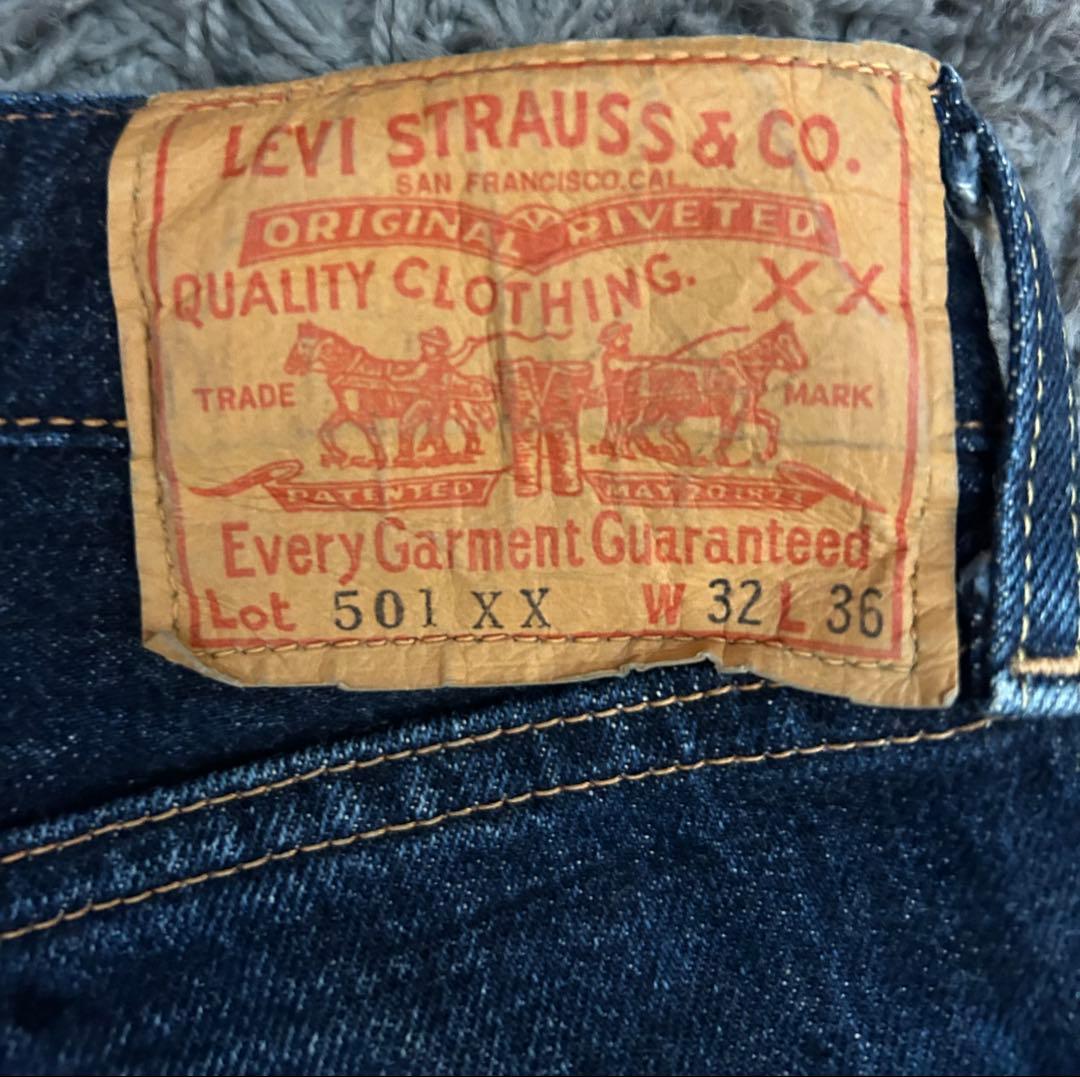 LEVI STRAUSS & CO.
SAN FRANCISCO, CAL.
ORIGINAL RIVETED
QUALITY CLOTHING. XX
TRADE MARK
PATENTED MAY 20 1873
Every Garment Guaranteed
Lot 501 XX W 32 L 36